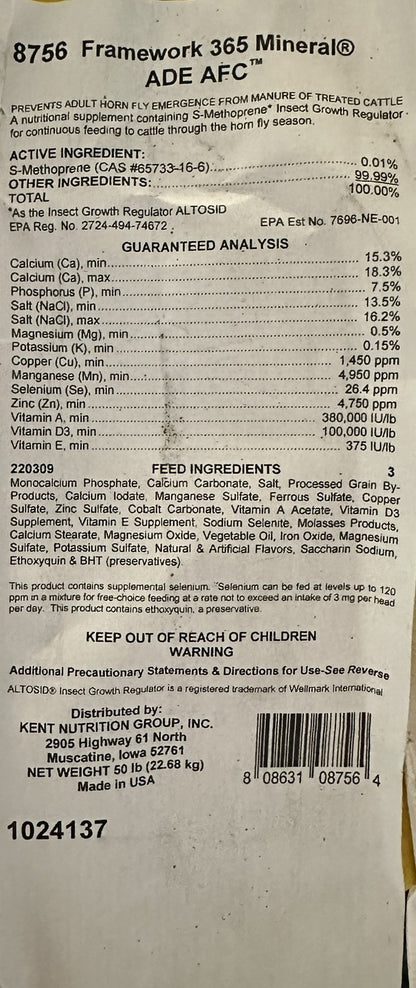 8756 Framework 365 Mineral®
ADE AFC™
PREVENTS ADULT HORN FLY EMERGENCE FROM MANURE OF TREATED CATTLE
A nutritional supplement containing S-Methoprene* Insect Growth Regulator
for continuous feeding to cattle through the horn fly season.
ACTIVE INGREDIENT:
S-Methoprene (CAS #65733-16-6)..................................0.01%
OTHER INGREDIENTS:..................................99.99%
TOTAL 100.00%
*As the Insect Growth Regulator ALTOSID
EPA Reg. No. 2724-494-74672 EPA Est No. 7696-NE-001
GUARANTEED ANALYSIS
Calcium (Ca), min..................................15.3%
Calcium (Ca), max..................................18.3%
Phosphorus (P), min..................................7.5%
Salt (NaCl), min..................................13.5%
Salt (NaCl), max..................................16.2%
Magnesium (Mg), min..................................0.5%
Potassium (K), min..................................0.15%
Copper (Cu), min..................................1,450 ppm
Manganese (Mn), min..................................4,950 ppm
Selenium (Se), min..................................26.4 ppm
Zinc (Zn), min..................................4,750 ppm
Vitamin A, min..................................380,000 IU/lb
Vitamin D3, min..................................100,000 IU/lb
Vitamin E, min..................................375 IU/lb
220309 FEED INGREDIENTS 3
Monocalcium Phosphate, Calcium Carbonate, Salt, Processed Grain By-
Products, Calcium Iodate, Manganese Sulfate, Ferrous Sulfate, Copper
Sulfate, Zinc Sulfate, Cobalt Carbonate, Vitamin A Acetate, Vitamin D3
Supplement, Vitamin E Supplement, Sodium Selenite, Molasses Products,
Calcium Stearate, Magnesium Oxide, Vegetable Oil, Iron Oxide, Magnesium
Sulfate, Potassium Sulfate, Natural & Artificial Flavors, Saccharin Sodium,
Ethoxyquin & BHT (preservatives).
This product contains supplemental selenium. Selenium can be fed at levels up to 120
ppm in a mixture for free-choice feeding at a rate not to exceed an intake of 3 mg per head
per day. This product contains ethoxyquin, a preservative.
KEEP OUT OF REACH OF CHILDREN
WARNING
Additional Precautionary Statements & Directions for Use-See Reverse
ALTOSID® Insect Growth Regulator is a registered trademark of Wellmark International
Distributed by:
KENT NUTRITION GROUP, INC.
2905 Highway 61 North
Muscatine, Iowa 52761
NET WEIGHT 50 lb (22.68 kg)
Made in USA
8 08631 08756 4
1024137